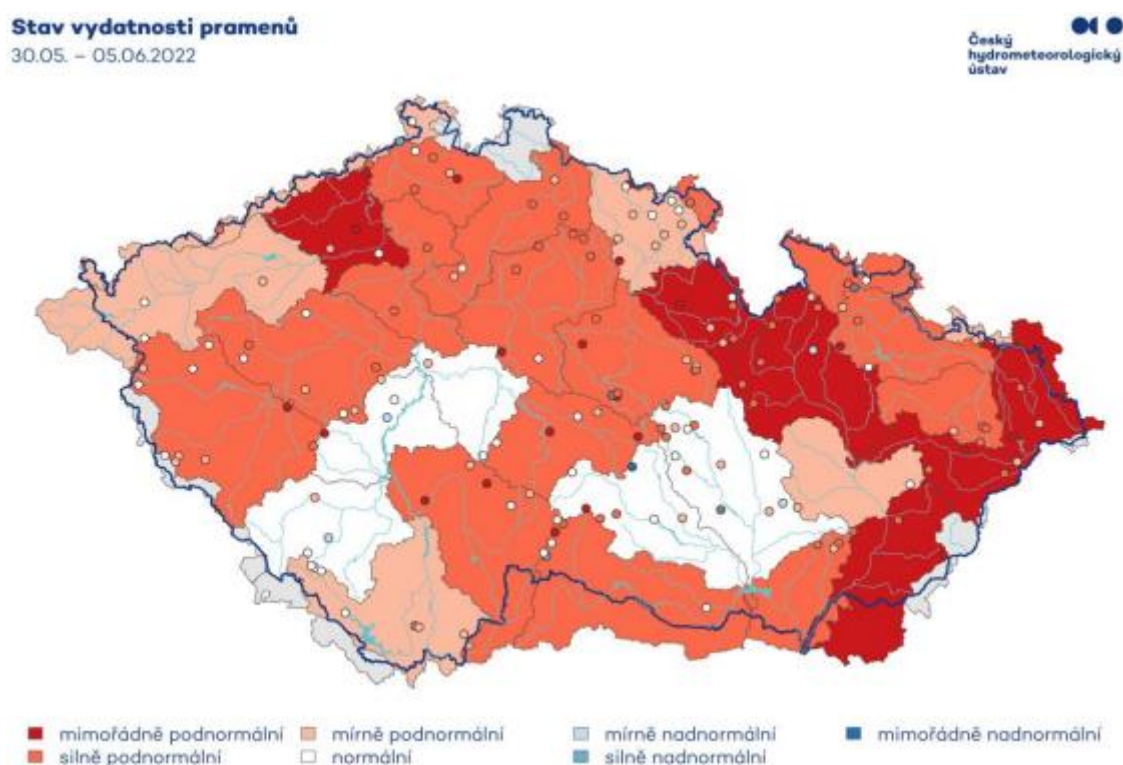 Stav vydatnosti pramenů
30.05. – 05.06.2022
Český
hydrometeorologický
ústav
mimořádně podnormální
mírně podnormální
mírně nadnormální
mimořádně nadnormální
silně podnormální
normální
silně nadnormální